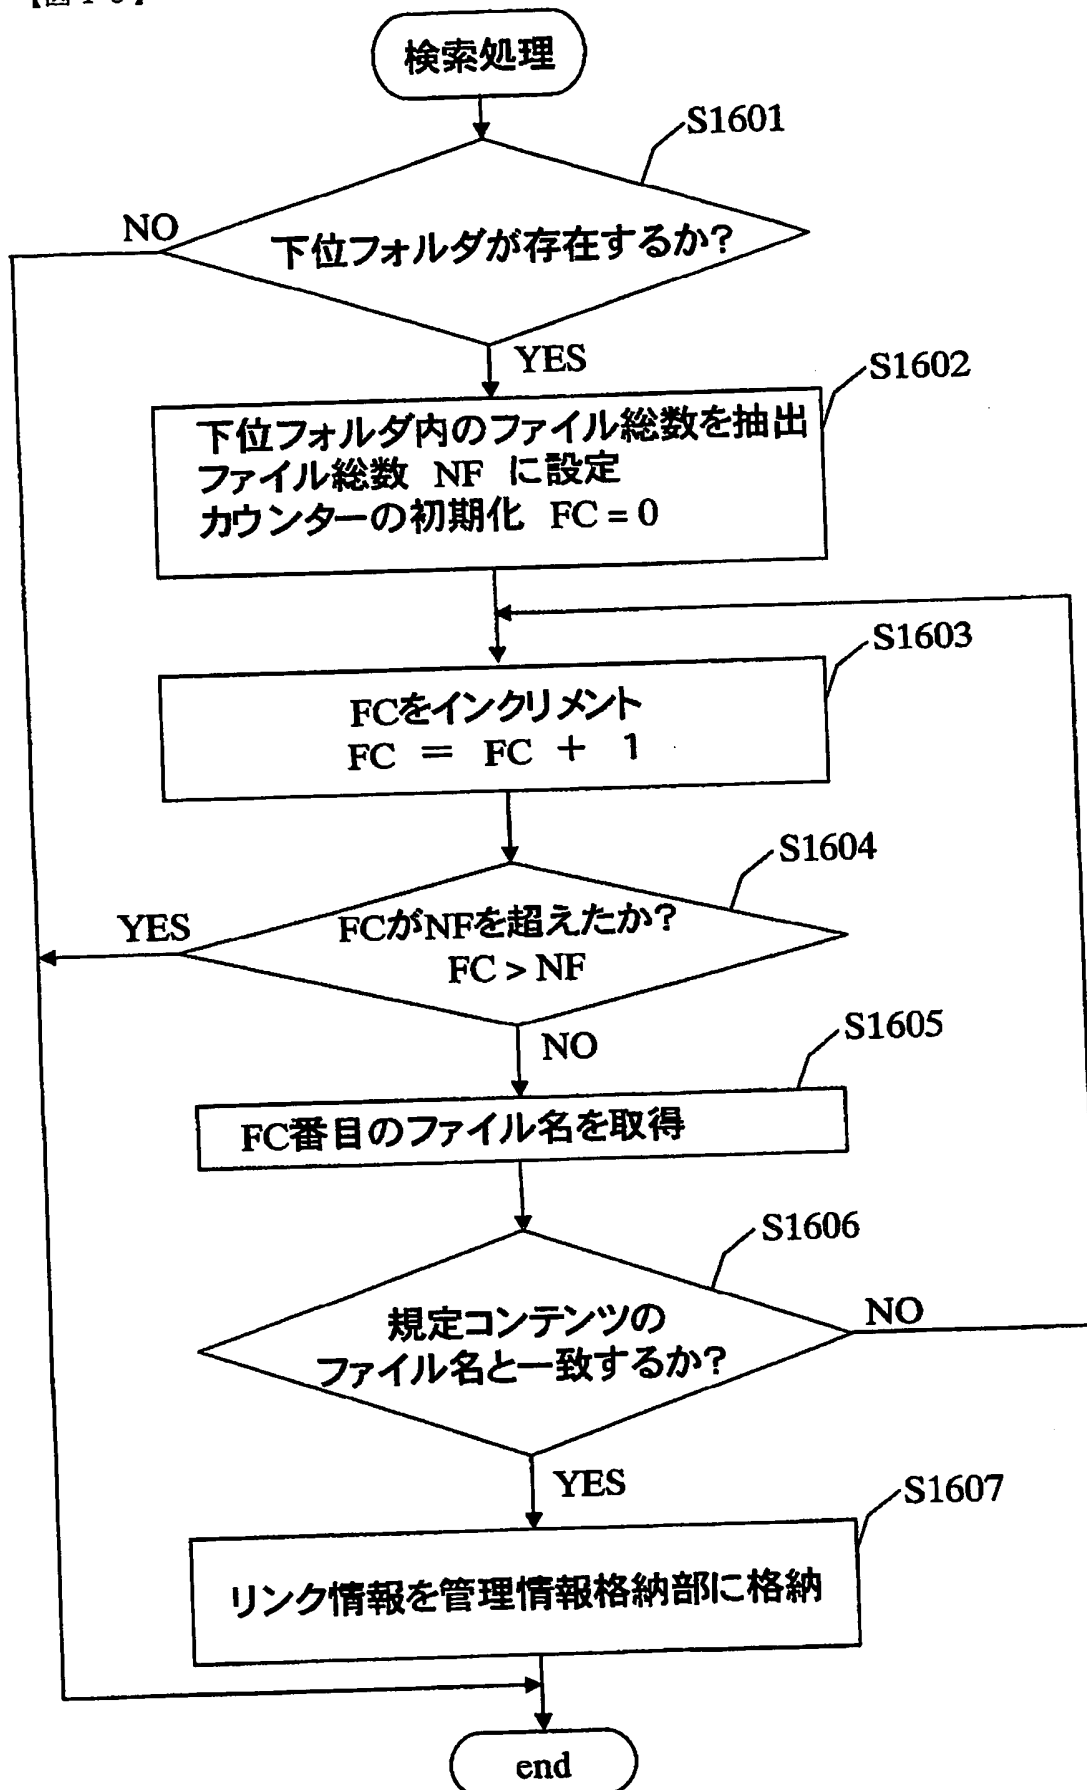 検索処理
S1601
NO
下位フォルダが存在するか?
YES
S1602
下位フォルダ内のファイル総数を抽出
ファイル総数 NF に設定
カウンターの初期化 FC = 0
S1603
FCをインクリメント
FC = FC + 1
S1604
YES
FCがNFを超えたか?
FC > NF
NO
S1605
FC番目のファイル名を取得
S1606
規定コンテンツの
ファイル名と一致するか?
NO
YES
S1607
リンク情報を管理情報格納部に格納
end